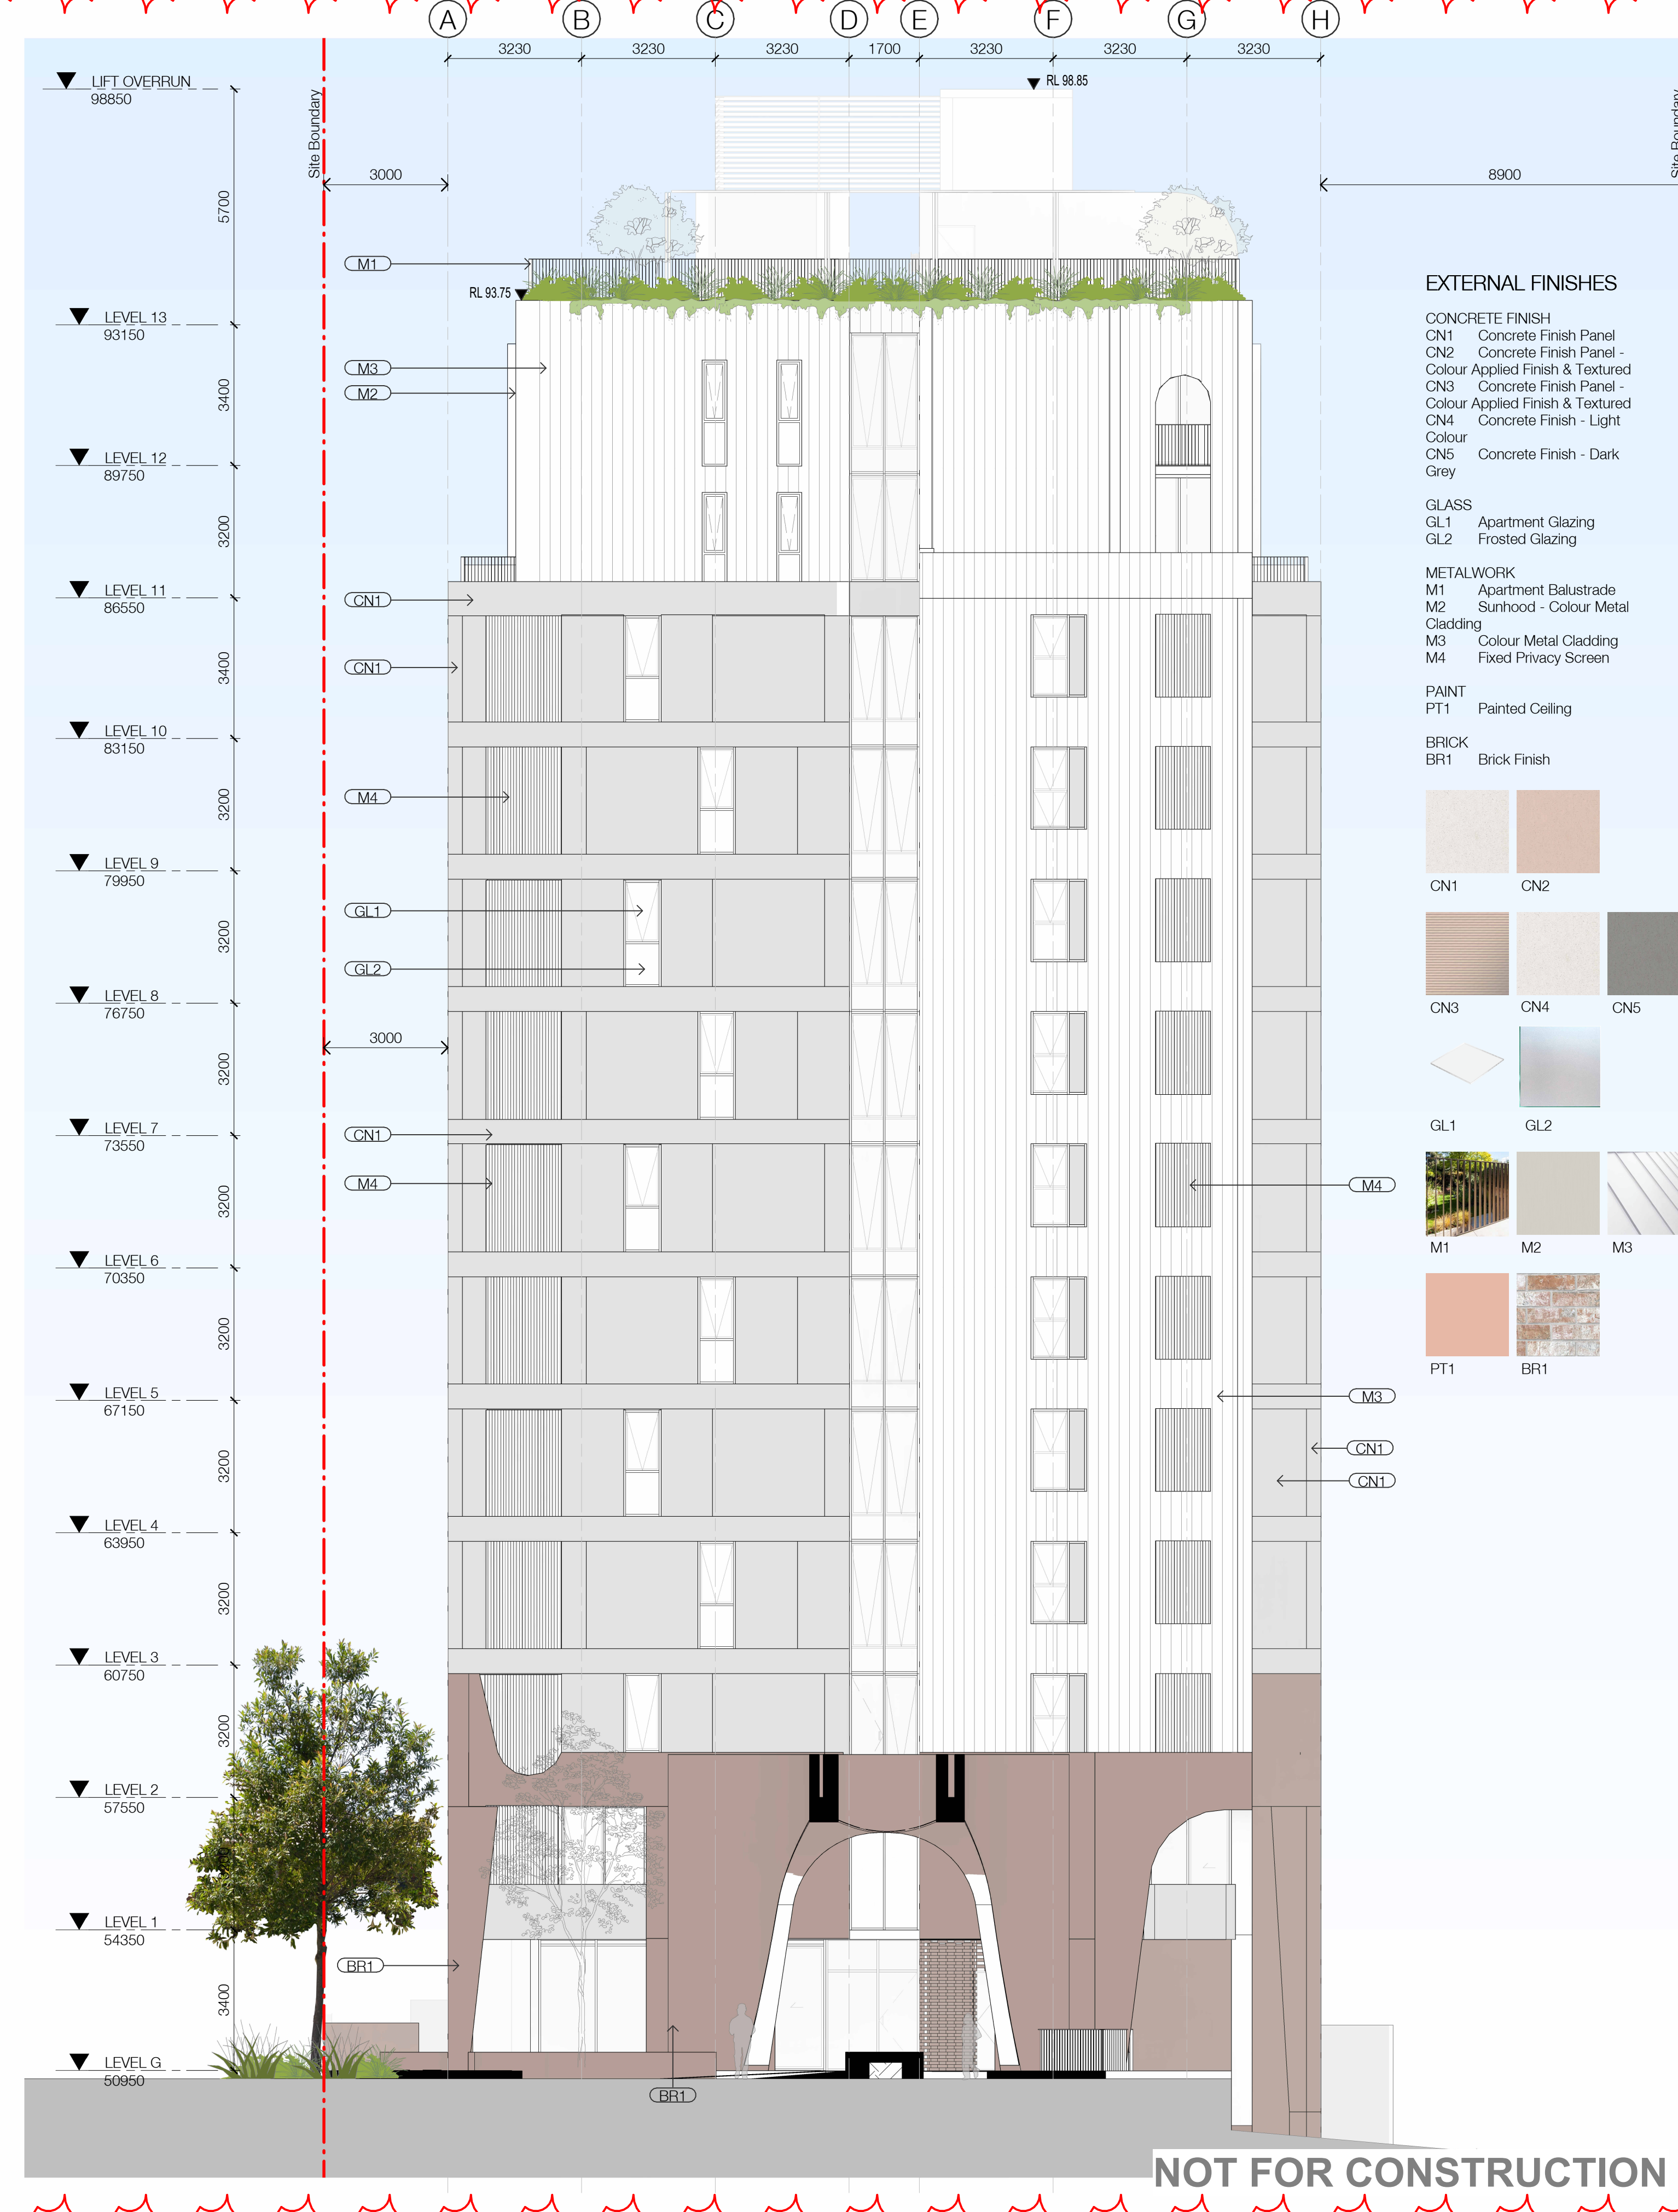 A B C D E F G H
3230 3230 3230 1700 3230 3230 3230
LIFT OVERRUN
98850
RL 98.85
Site Boundary
Site Boundary
3000
8900
5700
M1
RL 93.75
LEVEL 13
93150
M3
M2
3400
LEVEL 12
89750
3200
LEVEL 11
86550
CN1
CN1
3400
LEVEL 10
83150
M4
3200
LEVEL 9
79950
GL1
3200
GL2
LEVEL 8
76750
3000
3200
LEVEL 7
73550
CN1
M4
3200
M4
LEVEL 6
70350
3200
LEVEL 5
67150
M3
3200
CN1
CN1
LEVEL 4
63950
3200
LEVEL 3
60750
3200
LEVEL 2
57550
LEVEL 1
54350
BR1
3400
LEVEL G
50950
BR1
EXTERNAL FINISHES
CONCRETE FINISH
CN1 Concrete Finish Panel
CN2 Concrete Finish Panel -
Colour Applied Finish & Textured
CN3 Concrete Finish Panel -
Colour Applied Finish & Textured
CN4 Concrete Finish - Light
Colour
CN5 Concrete Finish - Dark
Grey
GLASS
GL1 Apartment Glazing
GL2 Frosted Glazing
METALWORK
M1 Apartment Balustrade
M2 Sunhood - Colour Metal
Cladding
M3 Colour Metal Cladding
M4 Fixed Privacy Screen
PAINT
PT1 Painted Ceiling
BRICK
BR1 Brick Finish
CN1 CN2
CN3 CN4 CN5
GL1 GL2
M1 M2 M3
PT1 BR1
NOT FOR CONSTRUCTION